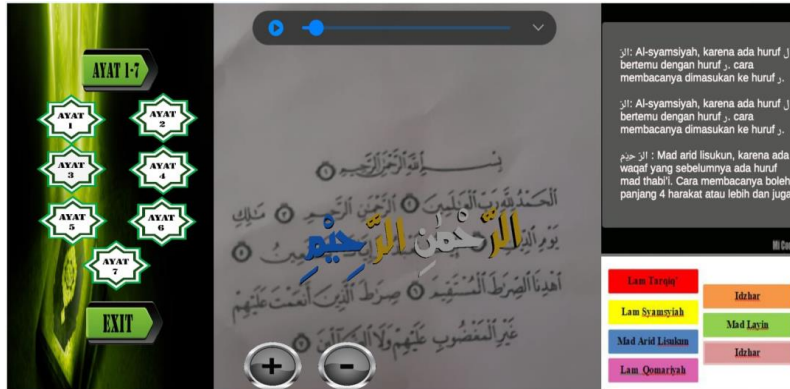 AYAT 1-7
AYAT
1
AYAT
2
AYAT
3
AYAT
4
AYAT
5
AYAT
6
AYAT
7
EXIT
بِسْمِ اللَّهِ الرَّحْمَٰنِ الرَّحِيمِ ١
الْحَمْدُ لِلَّهِ رَبِّ الْعَالَمِينَ ٢ الرَّحْمَٰنِ الرَّحِيمِ ٣ مَالِكِ
يَوْمِ
الرَّحْمٰنِ الرَّحِيْمِ
اهْدِنَا الصِّرَاطَ الْمُسْتَقِيمَ ٦ صِرَاطَ الَّذِينَ أَنْعَمْتَ عَلَيْهِمْ
غَيْرِ الْمَغْضُوبِ عَلَيْهِمْ وَلَا الضَّالِّينَ ٧
+ -
الرّ: Al-syamsiyah, karena ada huruf ل
bertemu dengan huruf ر. cara
membacanya dimasukan ke huruf ر.
الرّ: Al-syamsiyah, karena ada huruf ل
bertemu dengan huruf ر. cara
membacanya dimasukan ke huruf ر.
الرّ حيْم : Mad arid lisukun, karena ada
waqaf yang sebelumnya ada huruf
mad thabi'i. Cara membacanya boleh
panjang 4 harakat atau lebih dan juga
Lam Tarqiq'
Idzhar
Lam Syamsyiah
Mad Layin
Mad Arid Lisukun
Idzhar
Lam Qomariyah